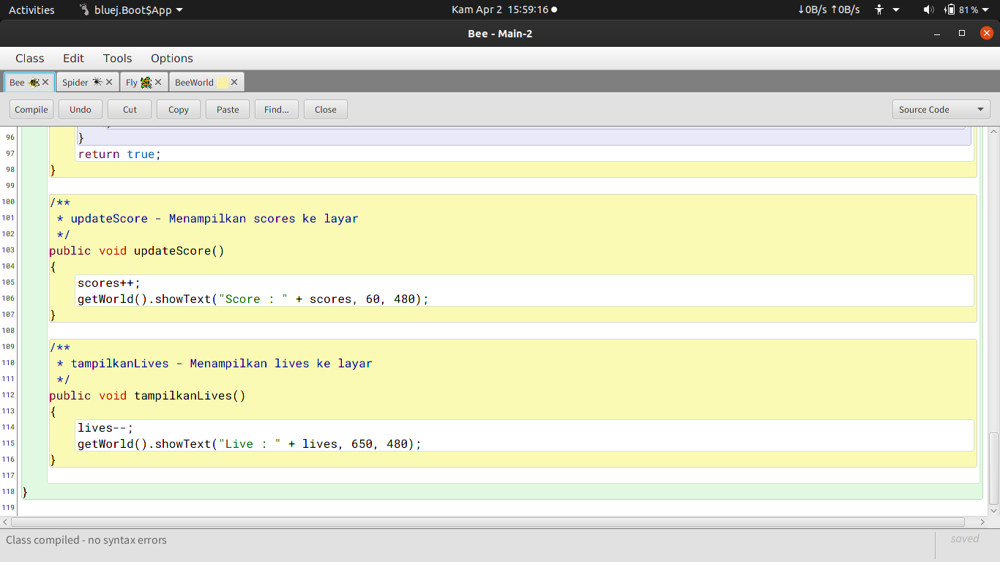 Activities bluej.Boot$App Kam Apr 2 15:59:16 ↓0B/s ↑0B/s 81%
Bee - Main-2
Class Edit Tools Options
Bee Spider Fly BeeWorld
Compile Undo Cut Copy Paste Find... Close Source Code
96 }
97 return true;
98 }
99
100 /**
101 * updateScore - Menampilkan scores ke layar
102 */
103 public void updateScore()
104 {
105 scores++;
106 getWorld().showText("Score : " + scores, 60, 480);
107 }
108
109 /**
110 * tampilkanLives - Menampilkan lives ke layar
111 */
112 public void tampilkanLives()
113 {
114 lives--;
115 getWorld().showText("Live : " + lives, 650, 480);
116 }
117
118 }
119
Class compiled - no syntax errors saved